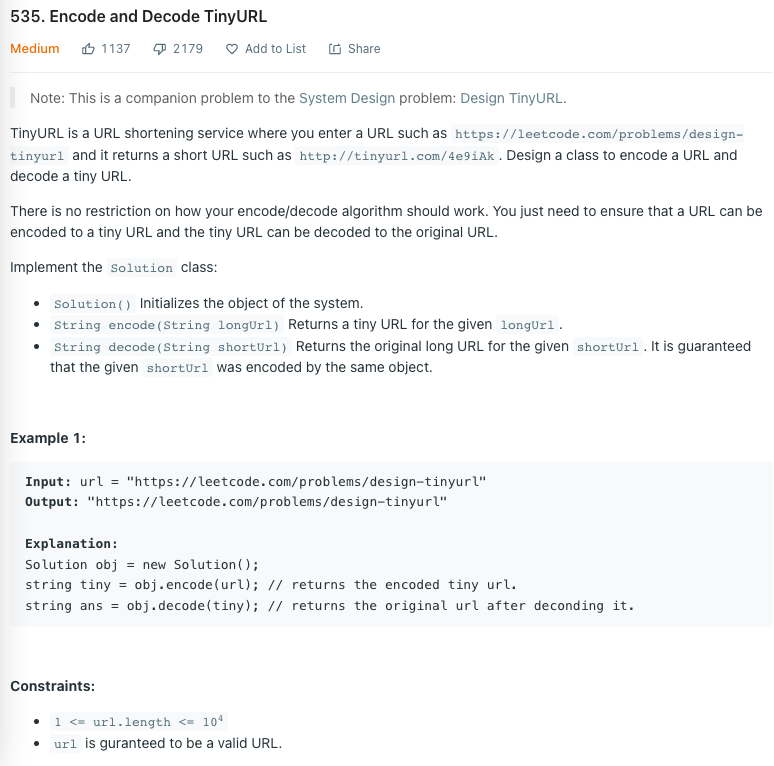 535. Encode and Decode TinyURL
Medium 1137 2179 Add to List Share
Note: This is a companion problem to the System Design problem: Design TinyURL.
TinyURL is a URL shortening service where you enter a URL such as https://leetcode.com/problems/design-
tinyurl and it returns a short URL such as http://tinyurl.com/4e9iAk . Design a class to encode a URL and
decode a tiny URL.
There is no restriction on how your encode/decode algorithm should work. You just need to ensure that a URL can be
encoded to a tiny URL and the tiny URL can be decoded to the original URL.
Implement the Solution class:
• Solution() Initializes the object of the system.
• String encode(String longUrl) Returns a tiny URL for the given longUrl .
• String decode(String shortUrl) Returns the original long URL for the given shortUrl . It is guaranteed
that the given shortUrl was encoded by the same object.
Example 1:
Input: url = "https://leetcode.com/problems/design-tinyurl"
Output: "https://leetcode.com/problems/design-tinyurl"
Explanation:
Solution obj = new Solution();
string tiny = obj.encode(url); // returns the encoded tiny url.
string ans = obj.decode(tiny); // returns the original url after deconding it.
Constraints:
• 1 <= url.length <= 10⁴
• url is guranteed to be a valid URL.